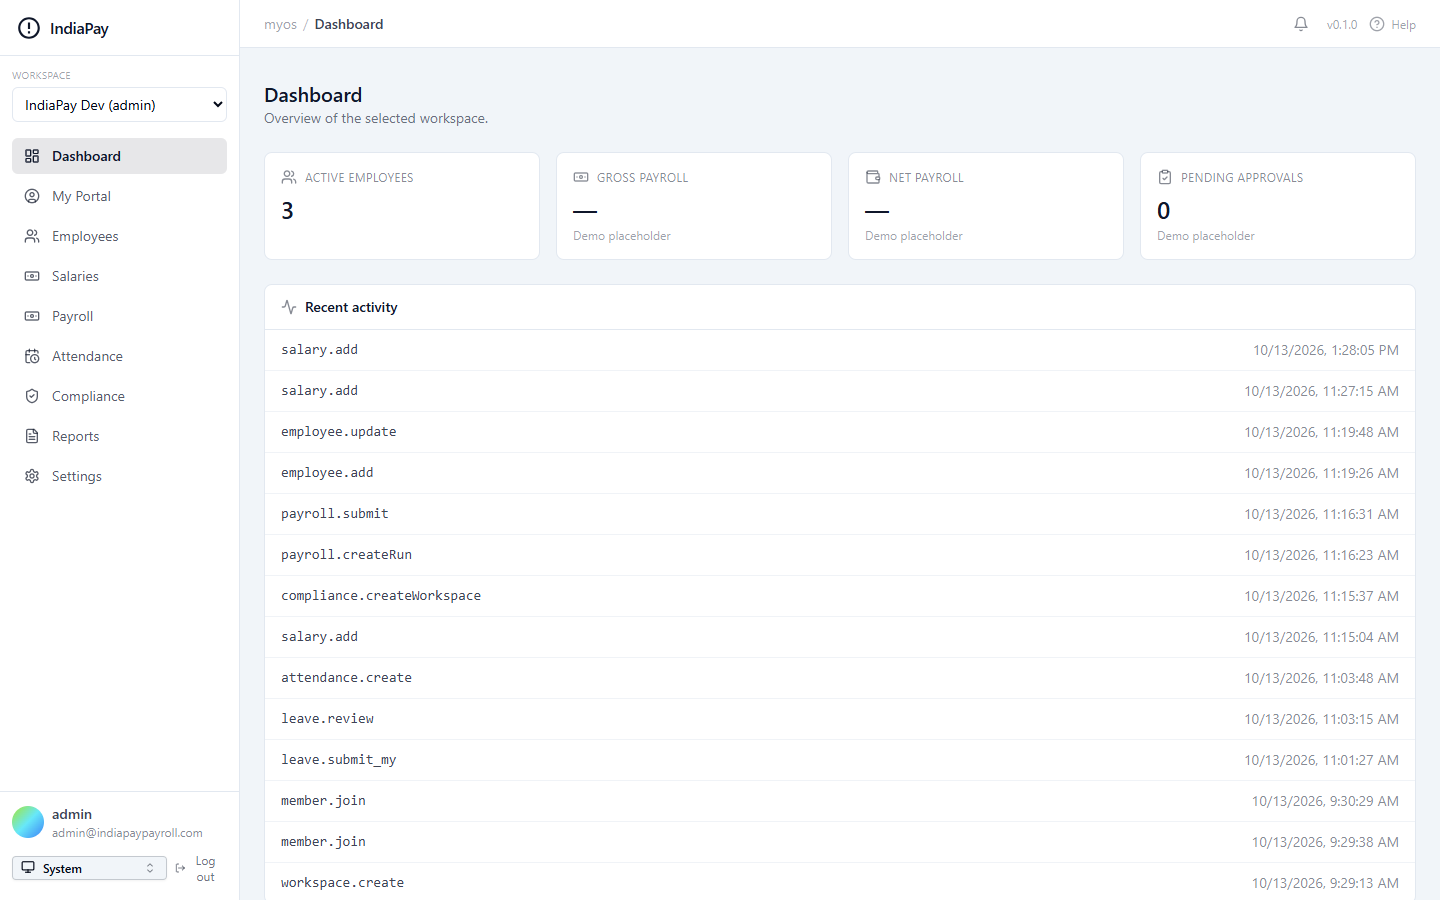 IndiaPay
WORKSPACE
IndiaPay Dev (admin)
Dashboard
My Portal
Employees
Salaries
Payroll
Attendance
Compliance
Reports
Settings
admin
admin@indiapaypayroll.com
System
Log out
myos / Dashboard
v0.1.0
Help
Dashboard
Overview of the selected workspace.
ACTIVE EMPLOYEES
3
GROSS PAYROLL
—
Demo placeholder
NET PAYROLL
—
Demo placeholder
PENDING APPROVALS
0
Demo placeholder
Recent activity
salary.add 10/13/2026, 1:28:05 PM
salary.add 10/13/2026, 11:27:15 AM
employee.update 10/13/2026, 11:19:48 AM
employee.add 10/13/2026, 11:19:26 AM
payroll.submit 10/13/2026, 11:16:31 AM
payroll.createRun 10/13/2026, 11:16:23 AM
compliance.createWorkspace 10/13/2026, 11:15:37 AM
salary.add 10/13/2026, 11:15:04 AM
attendance.create 10/13/2026, 11:03:48 AM
leave.review 10/13/2026, 11:03:15 AM
leave.submit_my 10/13/2026, 11:01:27 AM
member.join 10/13/2026, 9:30:29 AM
member.join 10/13/2026, 9:29:38 AM
workspace.create 10/13/2026, 9:29:13 AM